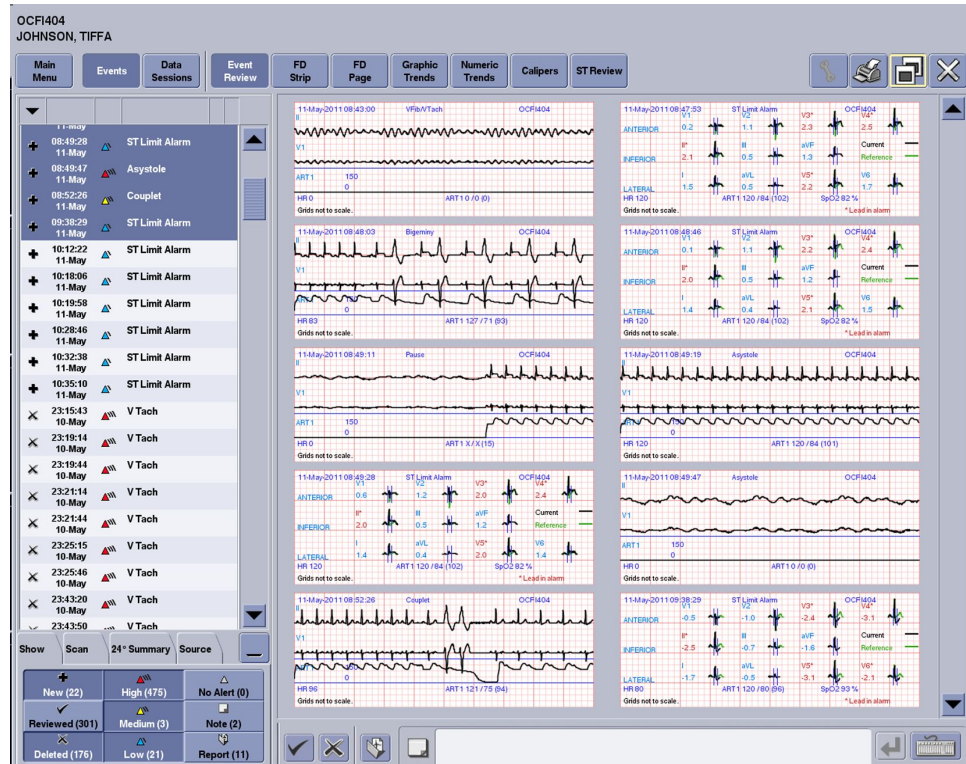 OCFI404
JOHNSON, TIFFA
Main Menu
Events
Data Sessions
Event Review
FD Strip
FD Page
Graphic Trends
Numeric Trends
Calipers
ST Review
11-May
08:49:28 ST Limit Alarm
11-May
08:49:47 Asystole
11-May
08:52:26 Couplet
11-May
09:38:29 ST Limit Alarm
11-May
10:12:22 ST Limit Alarm
11-May
10:18:06 ST Limit Alarm
11-May
10:19:58 ST Limit Alarm
11-May
10:28:46 ST Limit Alarm
11-May
10:32:38 ST Limit Alarm
11-May
10:35:10 ST Limit Alarm
11-May
23:15:43 V Tach
10-May
23:19:14 V Tach
10-May
23:19:44 V Tach
10-May
23:21:14 V Tach
10-May
23:21:44 V Tach
10-May
23:25:15 V Tach
10-May
23:25:46 V Tach
10-May
23:43:20 V Tach
10-May
23:43:50 V Tach
Show Scan 24° Summary Source
New (22) High (475) No Alert (0)
Reviewed (301) Medium (3) Note (2)
Deleted (176) Low (21) Report (11)
11-May-2011 08:43:00 VFib/VTach OCFI404
II
V1
ART1 150
0
HR 0 ART1 0 / 0 (0)
Grids not to scale.
11-May-2011 08:47:53 ST Limit Alarm OCFI404
V1 V2 V3* V4*
ANTERIOR 0.2 1.1 2.3 2.5
II* III aVF Current
INFERIOR 2.1 0.5 1.3 Reference
I aVL V5* V6
LATERAL 1.5 0.5 2.2 1.7
HR 120 ART1 120 / 84 (102) SpO2 82 %
Grids not to scale. * Lead in alarm
11-May-2011 08:48:03 Bigeminy OCFI404
II
V1
HR 83 ART1 127 / 71 (93)
Grids not to scale.
11-May-2011 08:48:46 ST Limit Alarm OCFI404
V1 V2 V3* V4*
ANTERIOR 0.1 1.1 2.2 2.4
II* III aVF Current
INFERIOR 2.0 0.5 1.2 Reference
I aVL V5* V6
LATERAL 1.4 0.4 2.1 1.5
HR 120 ART1 120 / 84 (102) SpO2 82 %
Grids not to scale. * Lead in alarm
11-May-2011 08:49:11 Pause OCFI404
II
V1
ART1 150
0
HR 0 ART1 X / X (15)
Grids not to scale.
11-May-2011 08:49:19 Asystole OCFI404
II
V1
ART1 150
0
HR 120 ART1 120 / 84 (101)
Grids not to scale.
11-May-2011 08:49:28 ST Limit Alarm OCFI404
V1 V2 V3* V4*
ANTERIOR 0.6 1.2 2.0 2.4
II* III aVF Current
INFERIOR 2.0 0.5 1.2 Reference
I aVL V5* V6
LATERAL 1.4 0.4 2.0 1.4
HR 120 ART1 120 / 84 (102) SpO2 82 %
Grids not to scale. * Lead in alarm
11-May-2011 08:49:47 Asystole OCFI404
II
V1
ART1 150
0
HR 0 ART1 0 / 0 (0)
Grids not to scale.
11-May-2011 08:52:26 Couplet OCFI404
II
V1
HR 96 ART1 121 / 75 (94)
Grids not to scale.
11-May-2011 09:38:29 ST Limit Alarm OCFI404
V1 V2 V3* V4*
ANTERIOR -0.5 -1.0 -2.4 -3.1
II* III aVF Current
INFERIOR -2.5 -0.7 -1.6 Reference
I aVL V5* V6*
LATERAL -1.7 -0.5 -3.1 -2.1
HR 80 ART1 120 / 80 (96) SpO2 93 %
Grids not to scale. * Lead in alarm